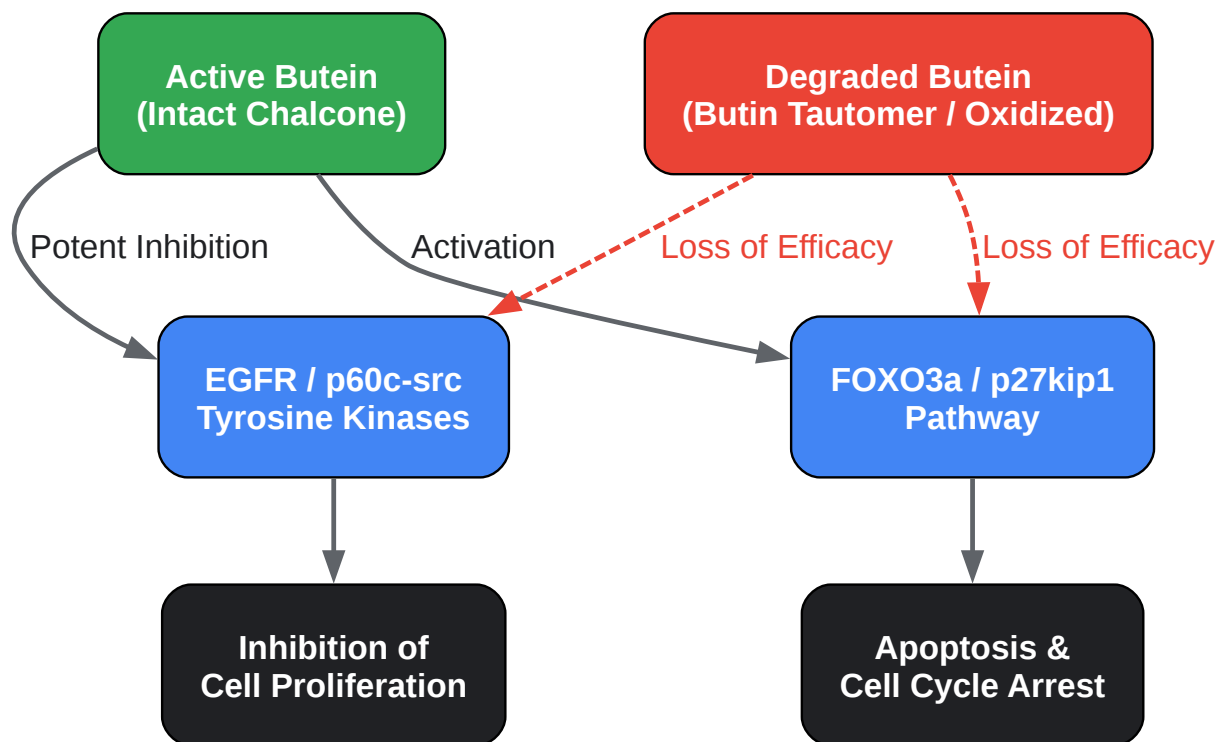 Active Butein
(Intact Chalcone)
Degraded Butein
(Butin Tautomer / Oxidized)
Potent Inhibition
Activation
Loss of Efficacy
Loss of Efficacy
EGFR / p60c-src
Tyrosine Kinases
FOXO3a / p27kip1
Pathway
Inhibition of
Cell Proliferation
Apoptosis &
Cell Cycle Arrest